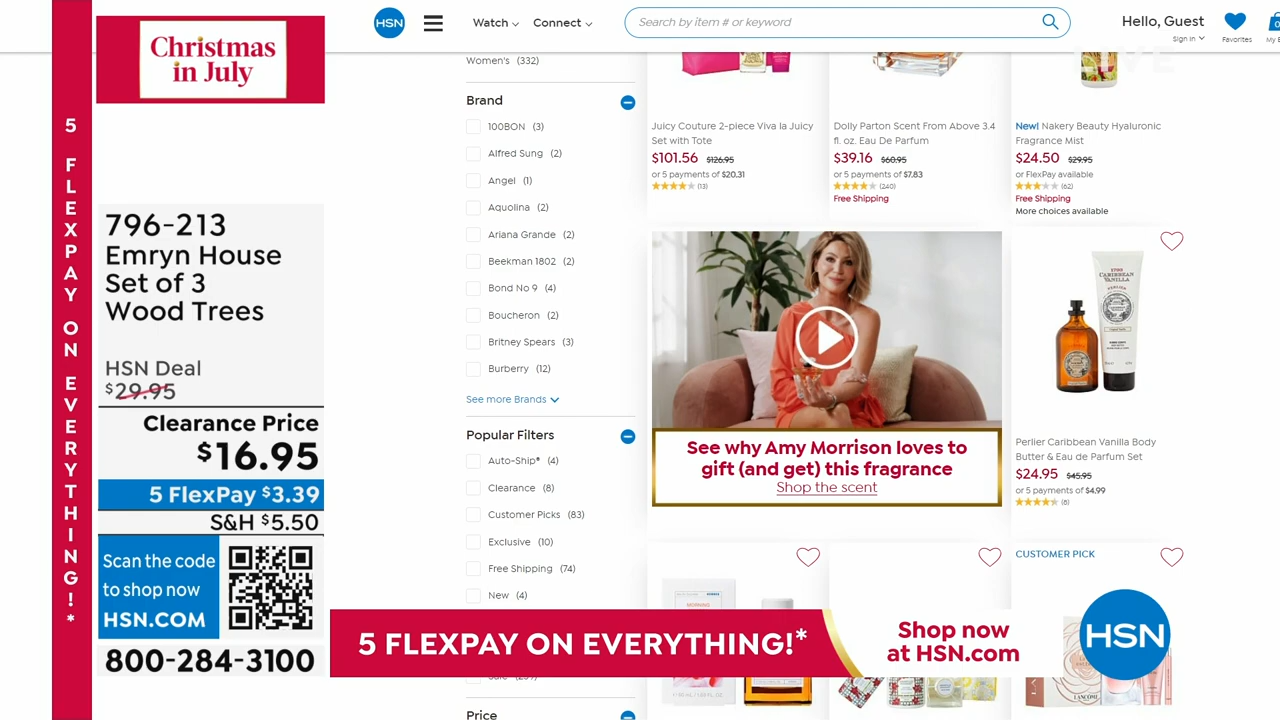 5 FLEXPAY ON EVERYTHING!*
Christmas
in July
796-213
Emryn House
Set of 3
Wood Trees
HSN Deal
$29.95
Clearance Price
$16.95
5 FlexPay $3.39
S&H $5.50
Scan the code
to shop now
HSN.COM
800-284-3100
HSN
Watch
Connect
Search by item # or keyword
Hello, Guest
Sign In
Favorites
LIVE
Women's (332)
Brand
100BON (3)
Alfred Sung (2)
Angel (1)
Aquolina (2)
Ariana Grande (2)
Beekman 1802 (2)
Bond No 9 (4)
Boucheron (2)
Britney Spears (3)
Burberry (12)
See more Brands
Popular Filters
Auto-Ship® (4)
Clearance (8)
Customer Picks (83)
Exclusive (10)
Free Shipping (74)
New (4)
Price
Juicy Couture 2-piece Viva la Juicy
Set with Tote
$101.56 $126.95
or 5 payments of $20.31
(13)
Dolly Parton Scent From Above 3.4
fl. oz. Eau De Parfum
$39.16 $60.95
or 5 payments of $7.83
(240)
Free Shipping
New! Nakery Beauty Hyaluronic
Fragrance Mist
$24.50 $29.95
or FlexPay available
(62)
Free Shipping
More choices available
See why Amy Morrison loves to
gift (and get) this fragrance
Shop the scent
CARIBBEAN
VANILLA
Perlier Caribbean Vanilla Body
Butter & Eau de Parfum Set
$24.95 $45.95
or 5 payments of $4.99
(8)
CUSTOMER PICK
5 FLEXPAY ON EVERYTHING!*
Shop now
at HSN.com
HSN
LANCÔME